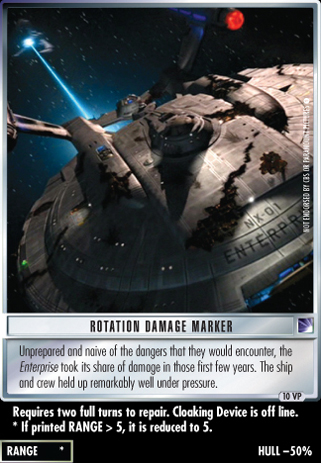 NX-01
ENTERPRI
NOT ENDORSED BY CBS OR PARAMOUNT PICTURES
ROTATION DAMAGE MARKER
Unprepared and naive of the dangers that they would encounter, the
Enterprise took its share of damage in those first few years. The ship
and crew held up remarkably well under pressure.
10 VP
Requires two full turns to repair. Cloaking Device is off line.
* If printed RANGE > 5, it is reduced to 5.
RANGE *
HULL –50%